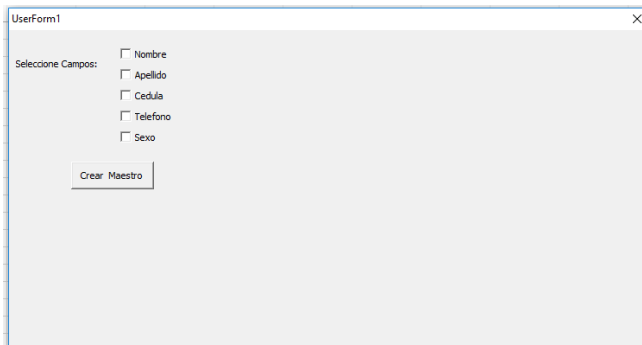 UserForm1
Seleccione Campos:
Nombre
Apellido
Cedula
Telefono
Sexo
Crear Maestro